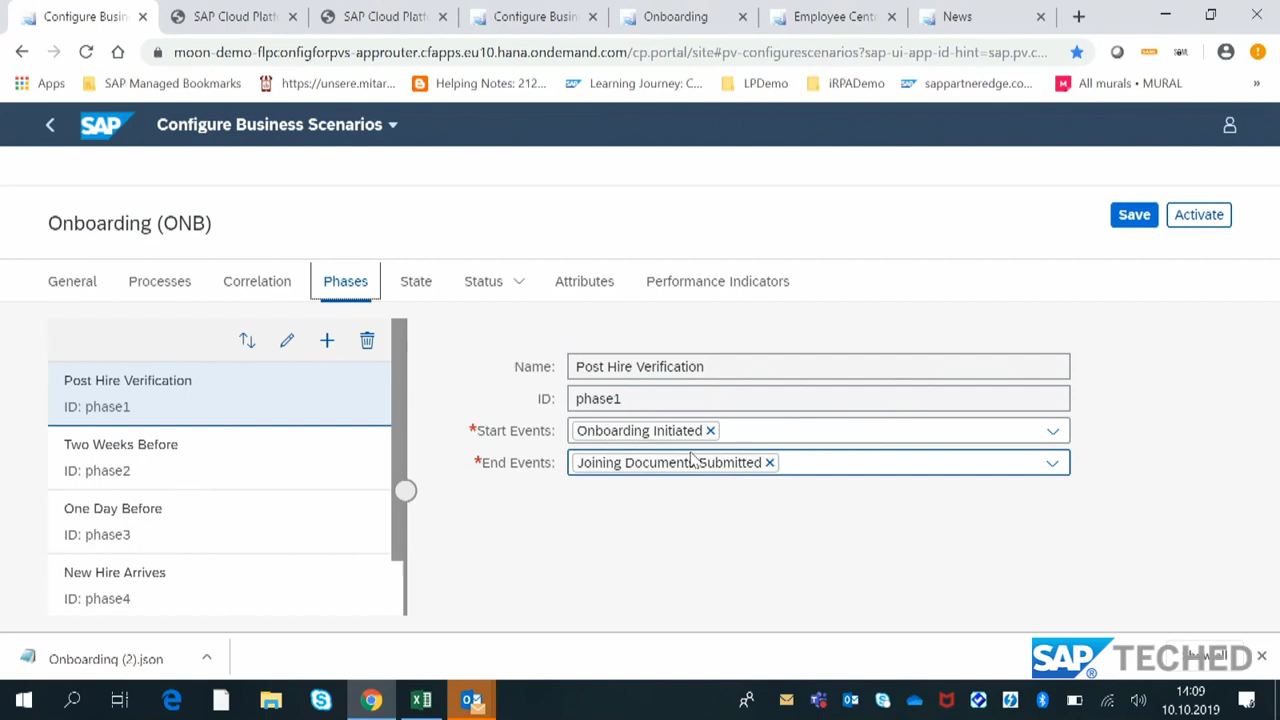 Configure Busin
SAP Cloud Platf
SAP Cloud Platf
Configure Busin
Onboarding
Employee Cent
News
moon-demo-flpconfigforpvs-approuter.cfapps.eu10.hana.ondemand.com/cp.portal/site#pv-configurescenarios?sap-ui-app-id-hint=sap.pv.c...
Apps
SAP Managed Bookmarks
https://unsere.mitar...
Helping Notes: 212...
Learning Journey: C...
LPDemo
iRPADemo
sappartneredge.co...
All murals • MURAL
»
SAP
Configure Business Scenarios
Onboarding (ONB)
Save
Activate
General
Processes
Correlation
Phases
State
Status
Attributes
Performance Indicators
Post Hire Verification
ID: phase1
Two Weeks Before
ID: phase2
One Day Before
ID: phase3
New Hire Arrives
ID: phase4
Name: Post Hire Verification
ID: phase1
*Start Events: Onboarding Initiated
*End Events: Joining Documents Submitted
Onboarding (2).json
SAP TECHED
14:09
10.10.2019